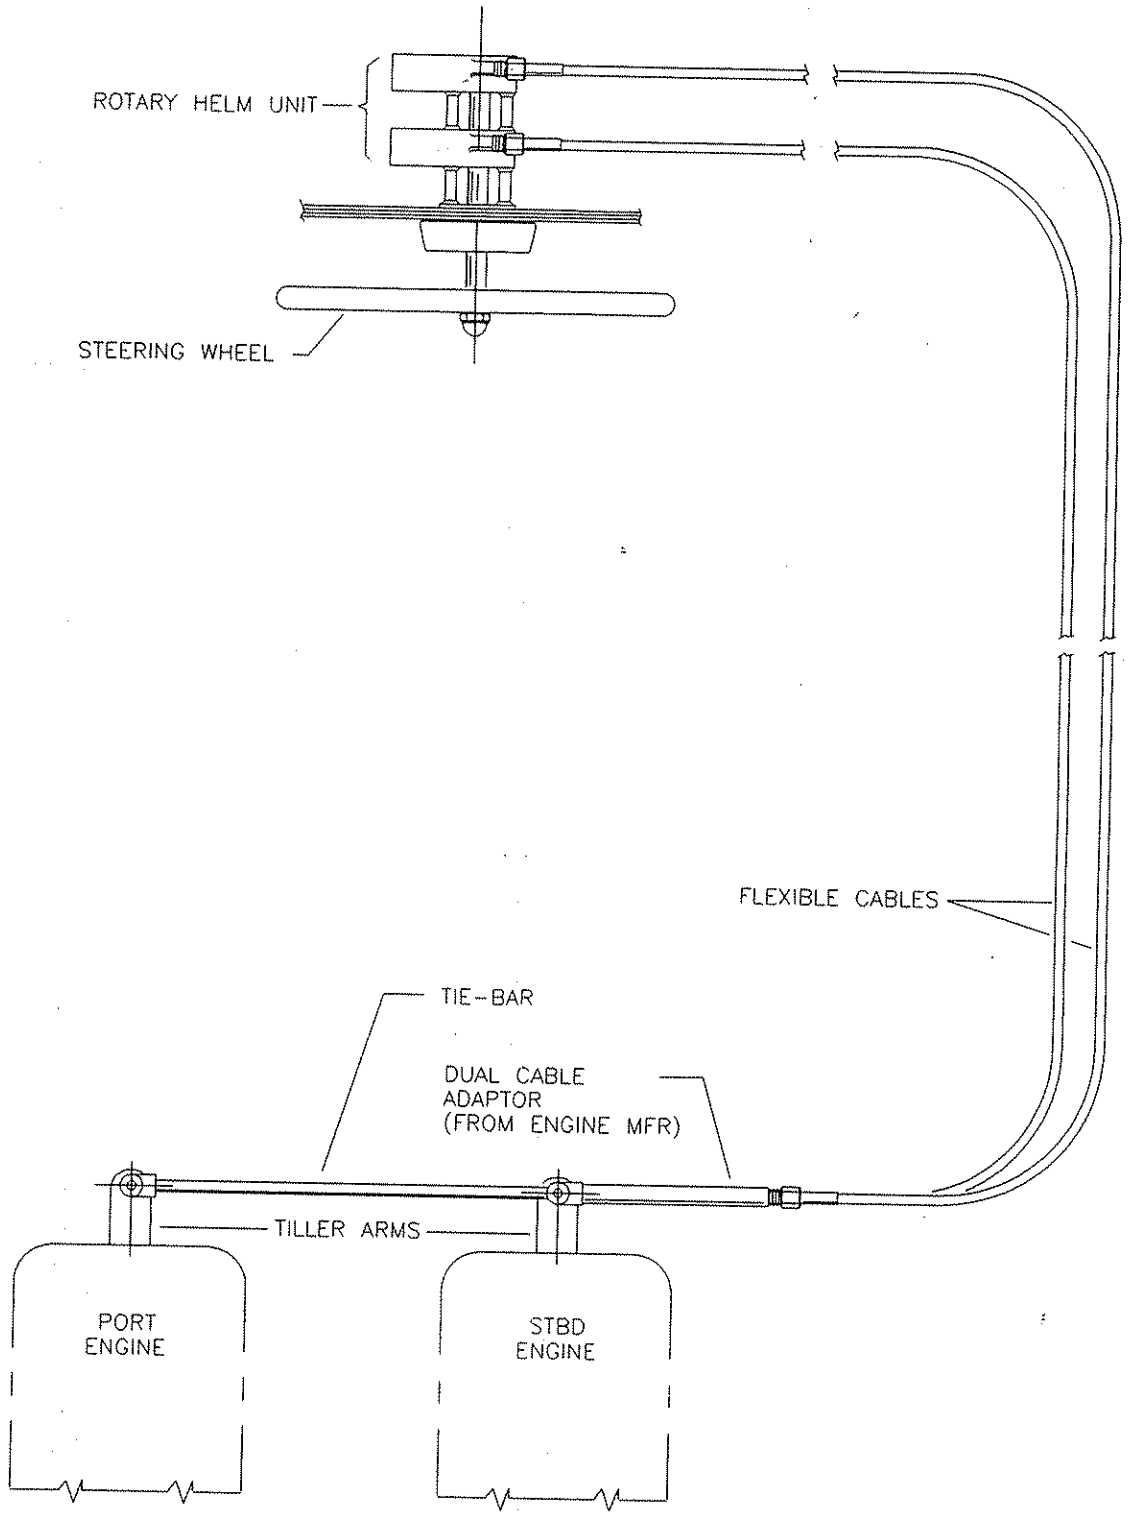 ROTARY HELM UNIT
STEERING WHEEL
FLEXIBLE CABLES
TIE-BAR
DUAL CABLE
ADAPTOR
(FROM ENGINE MFR)
TILLER ARMS
PORT
ENGINE
STBD
ENGINE